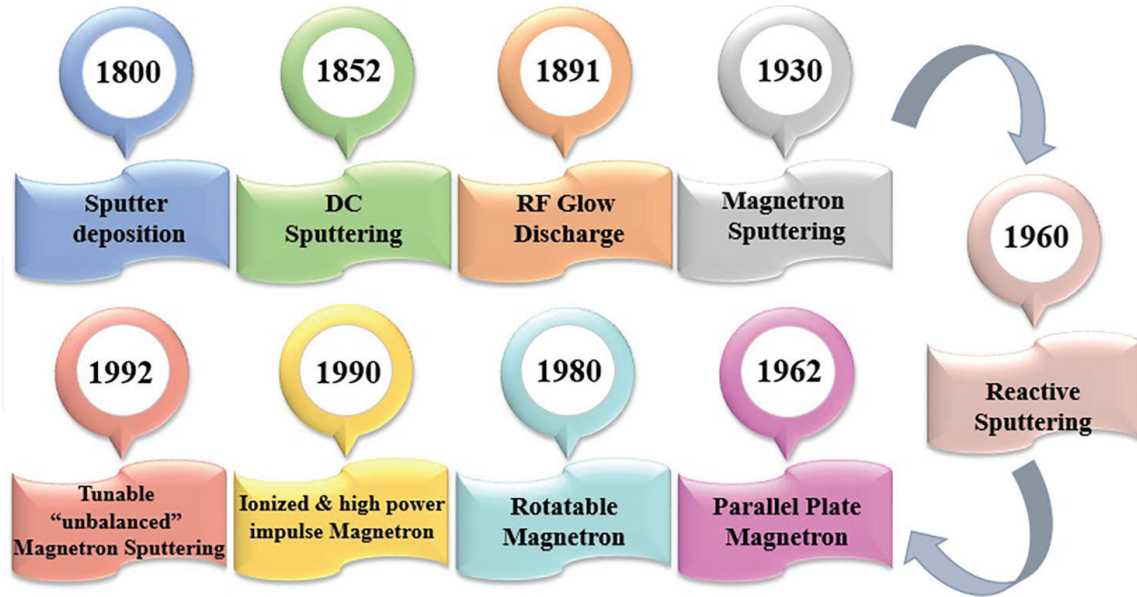 1800
Sputter
deposition
1852
DC
Sputtering
1891
RF Glow
Discharge
1930
Magnetron
Sputtering
1960
Reactive
Sputtering
1962
Parallel Plate
Magnetron
1980
Rotatable
Magnetron
1990
Ionized & high power
impulse Magnetron
1992
Tunable
“unbalanced”
Magnetron Sputtering